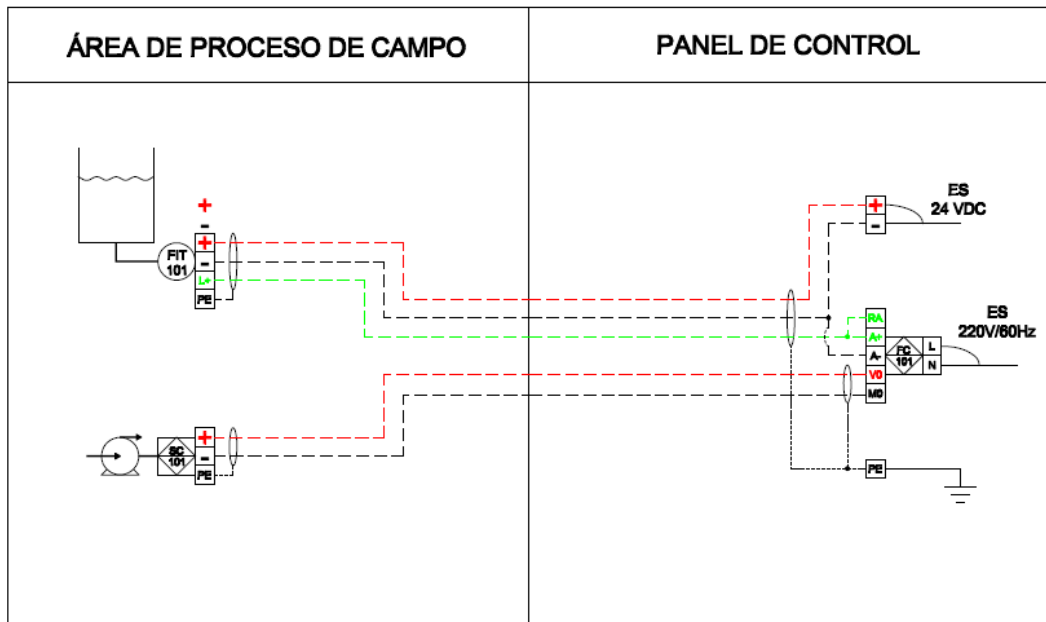 ÁREA DE PROCESO DE CAMPO
PANEL DE CONTROL
+
-
FIT
101
+
-
L+
PE
SC
101
+
-
PE
+
-
ES
24 VDC
RA
A+
A-
V0
M0
FC
101
L
N
ES
220V/60Hz
PE